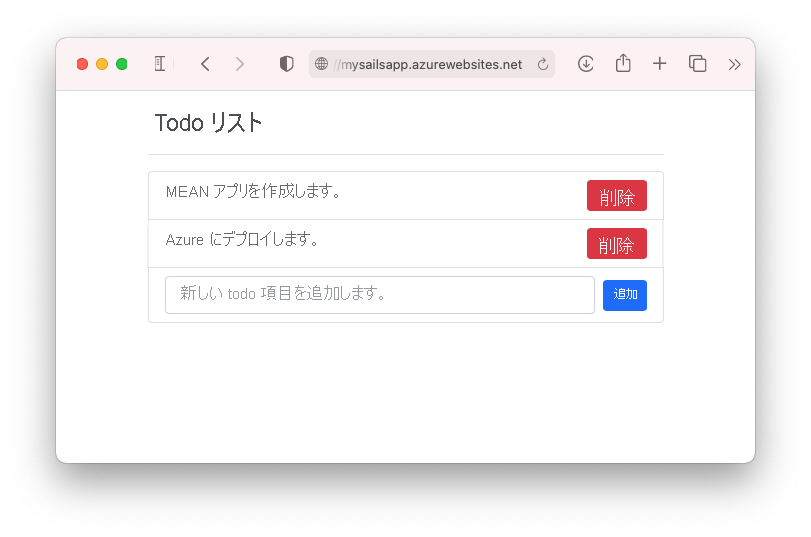 //mysailsapp.azurewebsites.net
Todo リスト
MEAN アプリを作成します。
削除
Azure にデプロイします。
削除
新しい todo 項目を追加します。
追加